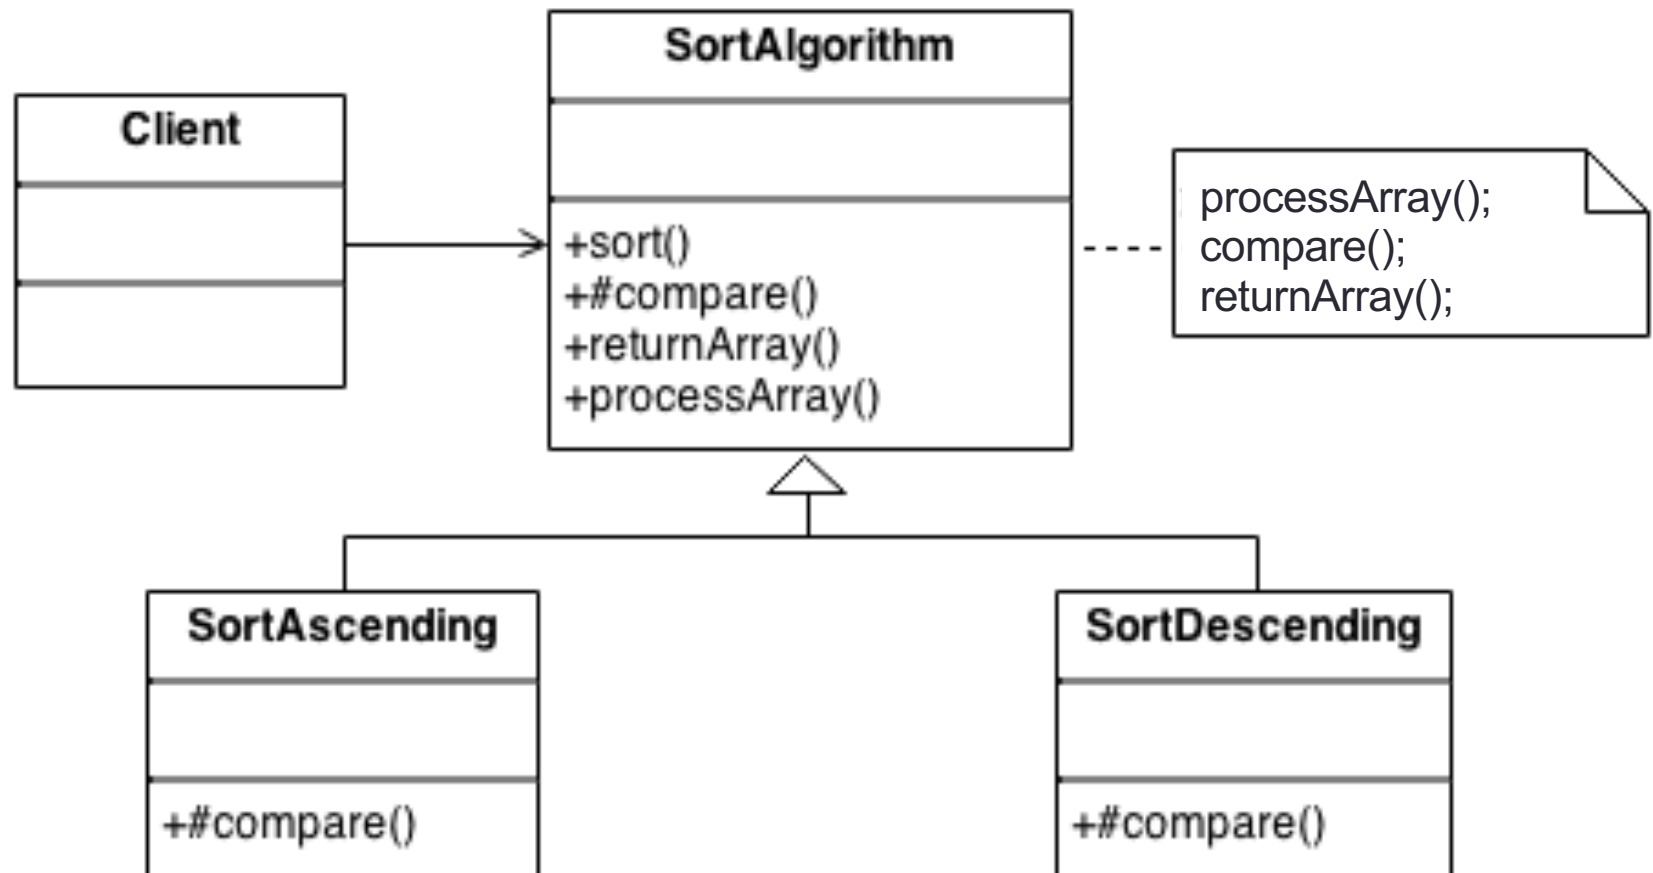 SortAlgorithm
Client
+sort()
+#compare()
+returnArray()
+processArray()
processArray();
compare();
returnArray();
SortAscending
+#compare()
SortDescending
+#compare()